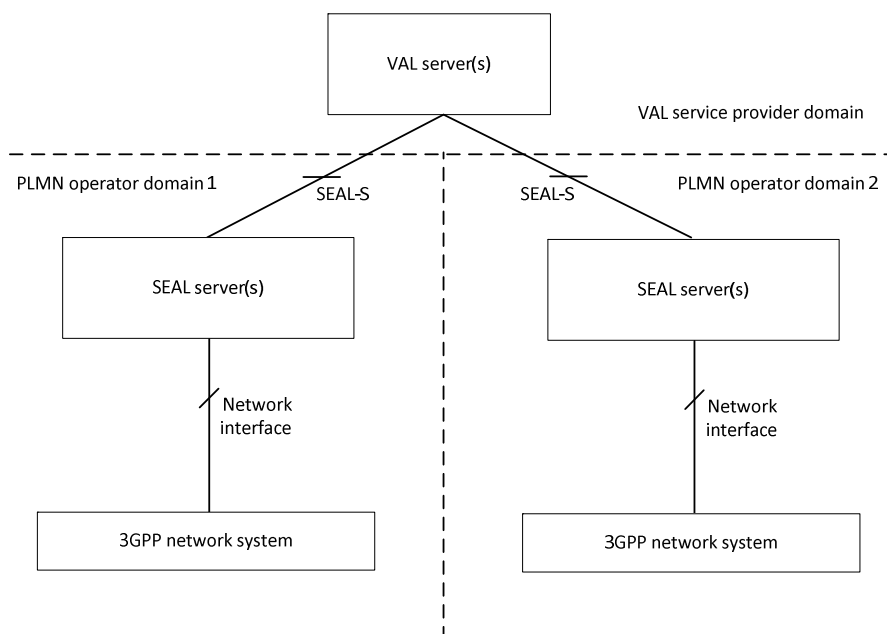 VAL server(s)
VAL service provider domain
PLMN operator domain 1
SEAL-S
SEAL-S
PLMN operator domain 2
SEAL server(s)
SEAL server(s)
Network
interface
Network
interface
3GPP network system
3GPP network system